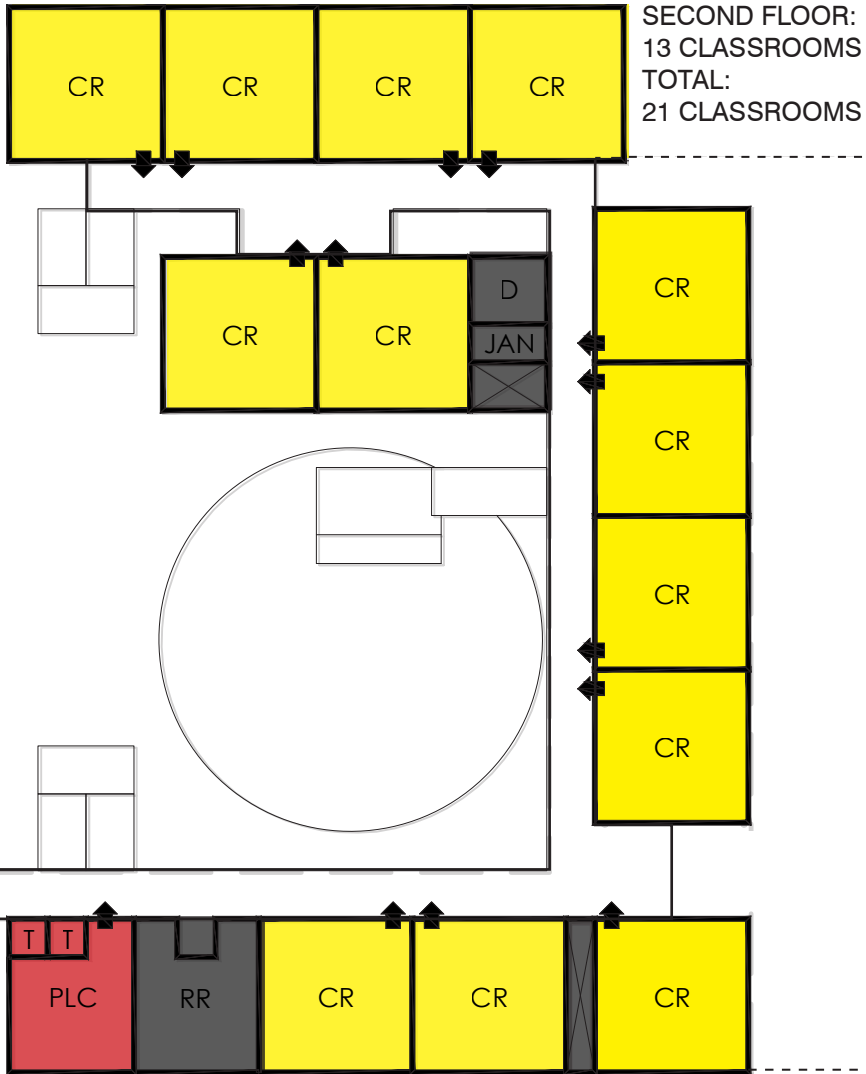 SECOND FLOOR:
13 CLASSROOMS
TOTAL:
21 CLASSROOMS
CR CR CR CR
CR
D
CR CR JAN
CR
CR
CR
T T
PLC RR CR CR CR